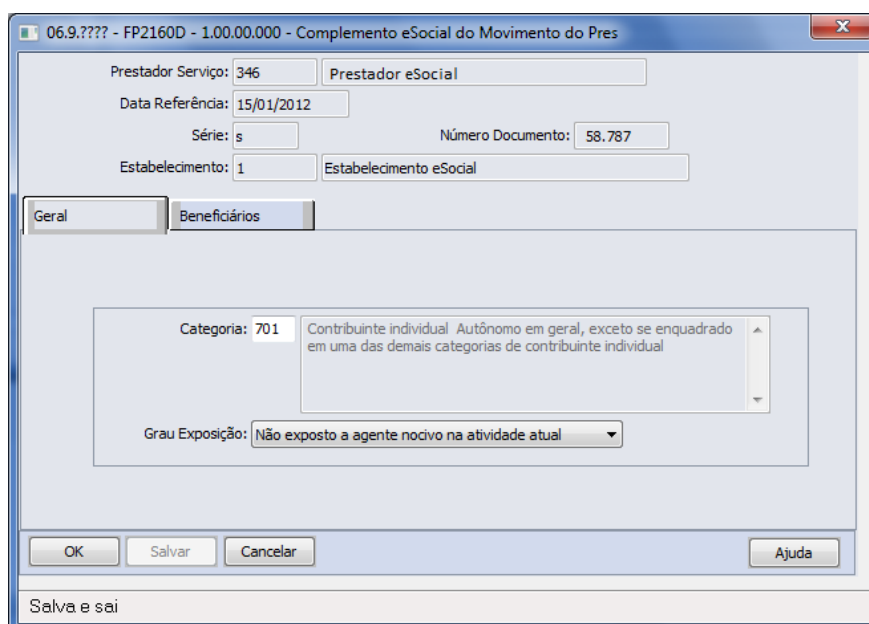 06.9.???? - FP2160D - 1.00.00.000 - Complemento eSocial do Movimento do Pres
Prestador Serviço: 346 Prestador eSocial
Data Referência: 15/01/2012
Série: s Número Documento: 58.787
Estabelecimento: 1 Estabelecimento eSocial
Geral Beneficiários
Categoria: 701 Contribuinte individual Autônomo em geral, exceto se enquadrado
em uma das demais categorias de contribuinte individual
Grau Exposição: Não exposto a agente nocivo na atividade atual
OK Salvar Cancelar Ajuda
Salva e sai